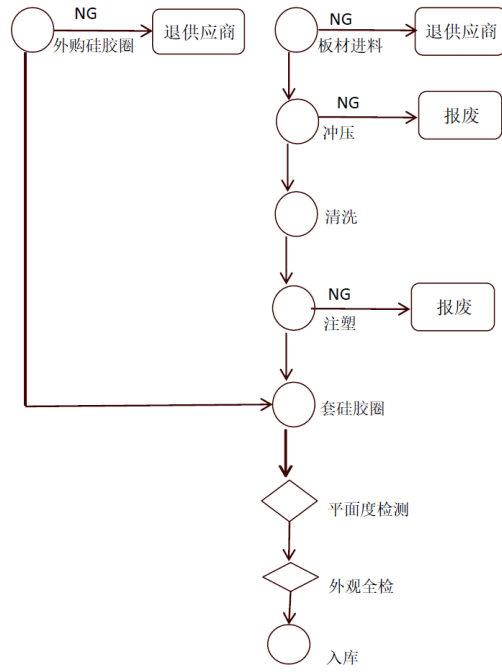 NG
退供应商
外购硅胶圈
NG
退供应商
板材进料
NG
报废
冲压
清洗
NG
报废
注塑
套硅胶圈
平面度检测
外观全检
入库